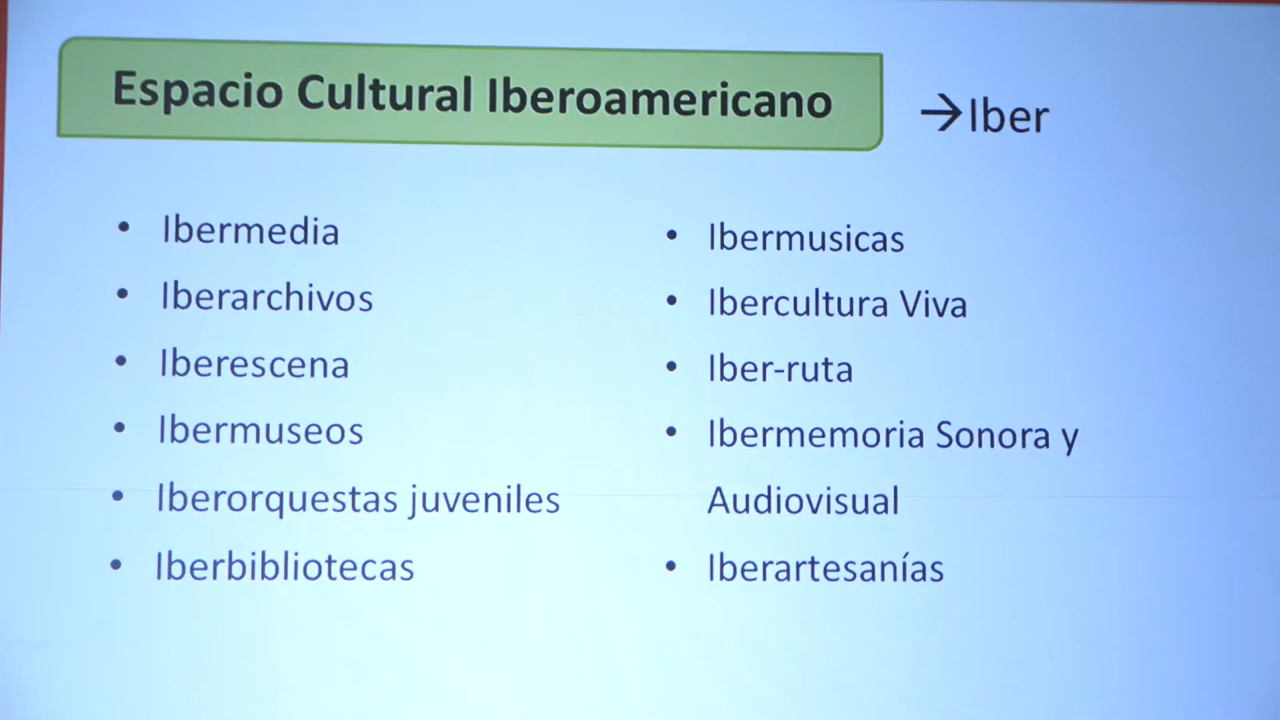 Espacio Cultural Iberoamericano
→Iber
• Ibermedia
• Iberarchivos
• Iberescena
• Ibermuseos
• Iberorquestas juveniles
• Iberbibliotecas
• Ibermusicas
• Ibercultura Viva
• Iber-ruta
• Ibermemoria Sonora y
Audiovisual
• Iberartesanías